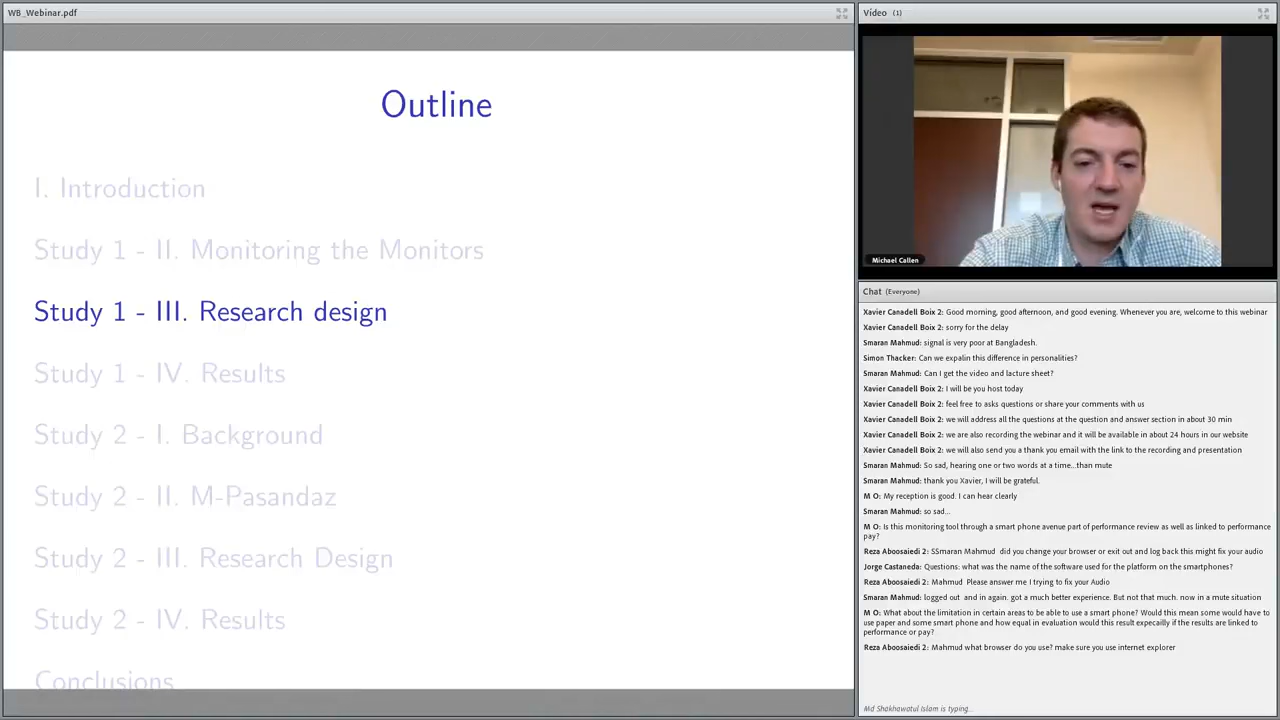 WB_Webinar.pdf
Outline
I. Introduction
Study 1 - II. Monitoring the Monitors
Study 1 - III. Research design
Study 1 - IV. Results
Study 2 - I. Background
Study 2 - II. M-Pasandaz
Study 2 - III. Research Design
Study 2 - IV. Results
Conclusions
Vídeo (1)
Michael Callen
Chat (Everyone)
Xavier Canadell Boix 2: Good morning, good afternoon, and good evening. Whenever you are, welcome to this webinar
Xavier Canadell Boix 2: sorry for the delay
Smaran Mahmud: signal is very poor at Bangladesh.
Simon Thacker: Can we expalin this difference in personalities?
Smaran Mahmud: Can I get the video and lacture sheet?
Xavier Canadell Boix 2: I will be you host today
Xavier Canadell Boix 2: feel free to asks questions or share your comments with us
Xavier Canadell Boix 2: we will address all the questions at the question and answer section in about 30 min
Xavier Canadell Boix 2: we are also recording the webinar and it will be available in about 24 hours in our website
Xavier Canadell Boix 2: we will also send you a thank you email with the link to the recording and presentation
Smaran Mahmud: So sad, hearing one or two words at a time...than mute
Smaran Mahmud: thank you Xavier, I will be grateful.
M O: My reception is good. I can hear clearly
Smaran Mahmud: so sad...
M O: Is this monitoring tool through a smart phone avenue part of performance review as well as linked to performance
pay?
Reza Aboosaiedi 2: SSmaran Mahmud did you change your browser or exit out and log back this might fix your audio
Jorge Castaneda: Questions: what was the name of the software used for the platform on the smartphones?
Reza Aboosaiedi 2: Mahmud Please answer me I trying to fix your Audio
Smaran Mahmud: logged out and in again. got a much better experience. But not that much. now in a mute situation
M O: What about the limitation in certain areas to be able to use a smart phone? Would this mean some would have to
use paper and some smart phone and how equal in evaluation would this result expecailly if the results are linked to
performance or pay?
Reza Aboosaiedi 2: Mahmud what browser do you use? make sure you use internet explorer
Md Shakhawatul Islam is typing...